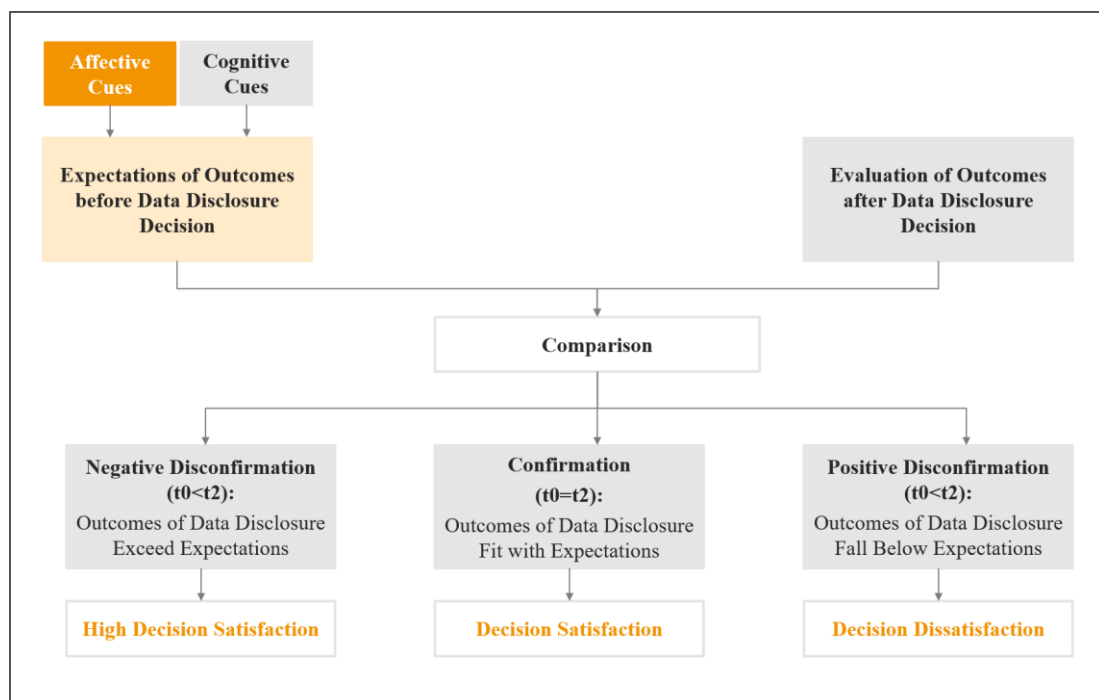 Affective
Cues
Cognitive
Cues
Expectations of Outcomes
before Data Disclosure
Decision
Evaluation of Outcomes
after Data Disclosure
Decision
Comparison
Negative Disconfirmation
(t0<t2):
Outcomes of Data Disclosure
Exceed Expectations
Confirmation
(t0=t2):
Outcomes of Data Disclosure
Fit with Expectations
Positive Disconfirmation
(t0<t2):
Outcomes of Data Disclosure
Fall Below Expectations
High Decision Satisfaction
Decision Satisfaction
Decision Dissatisfaction